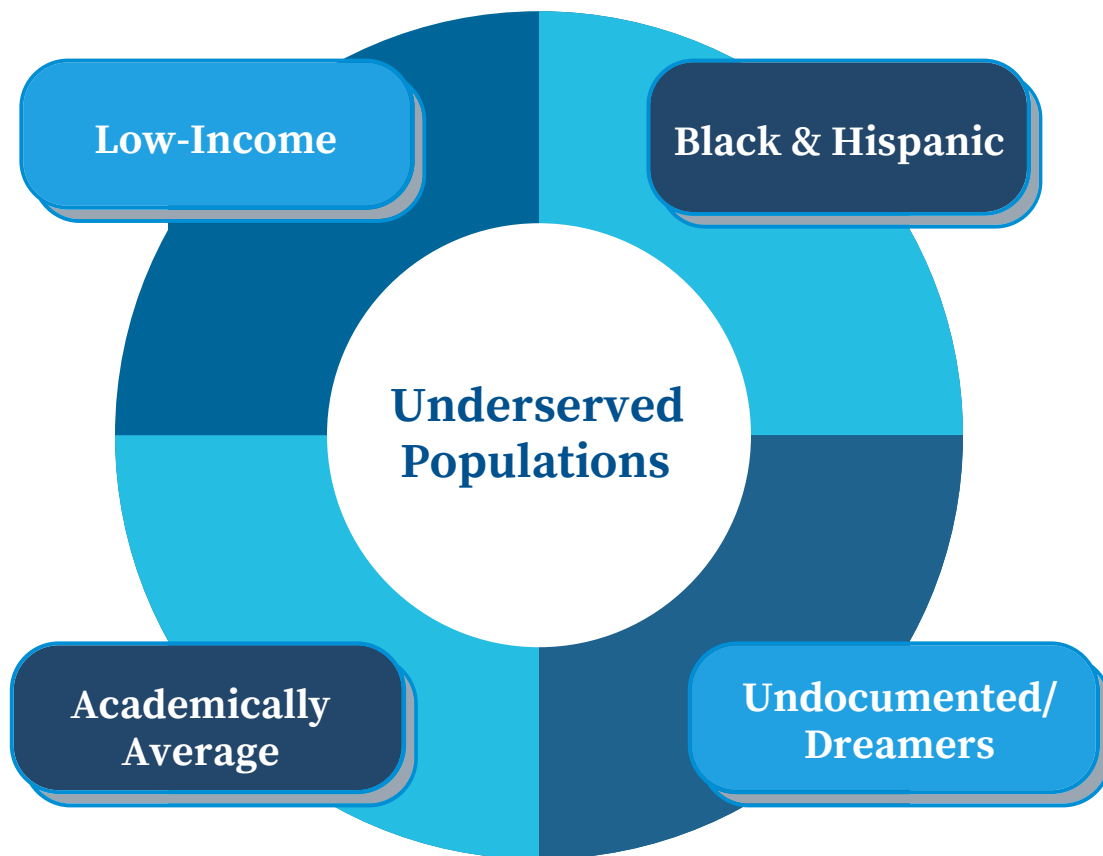 Low-Income
Black & Hispanic
Underserved
Populations
Academically
Average
Undocumented/
Dreamers